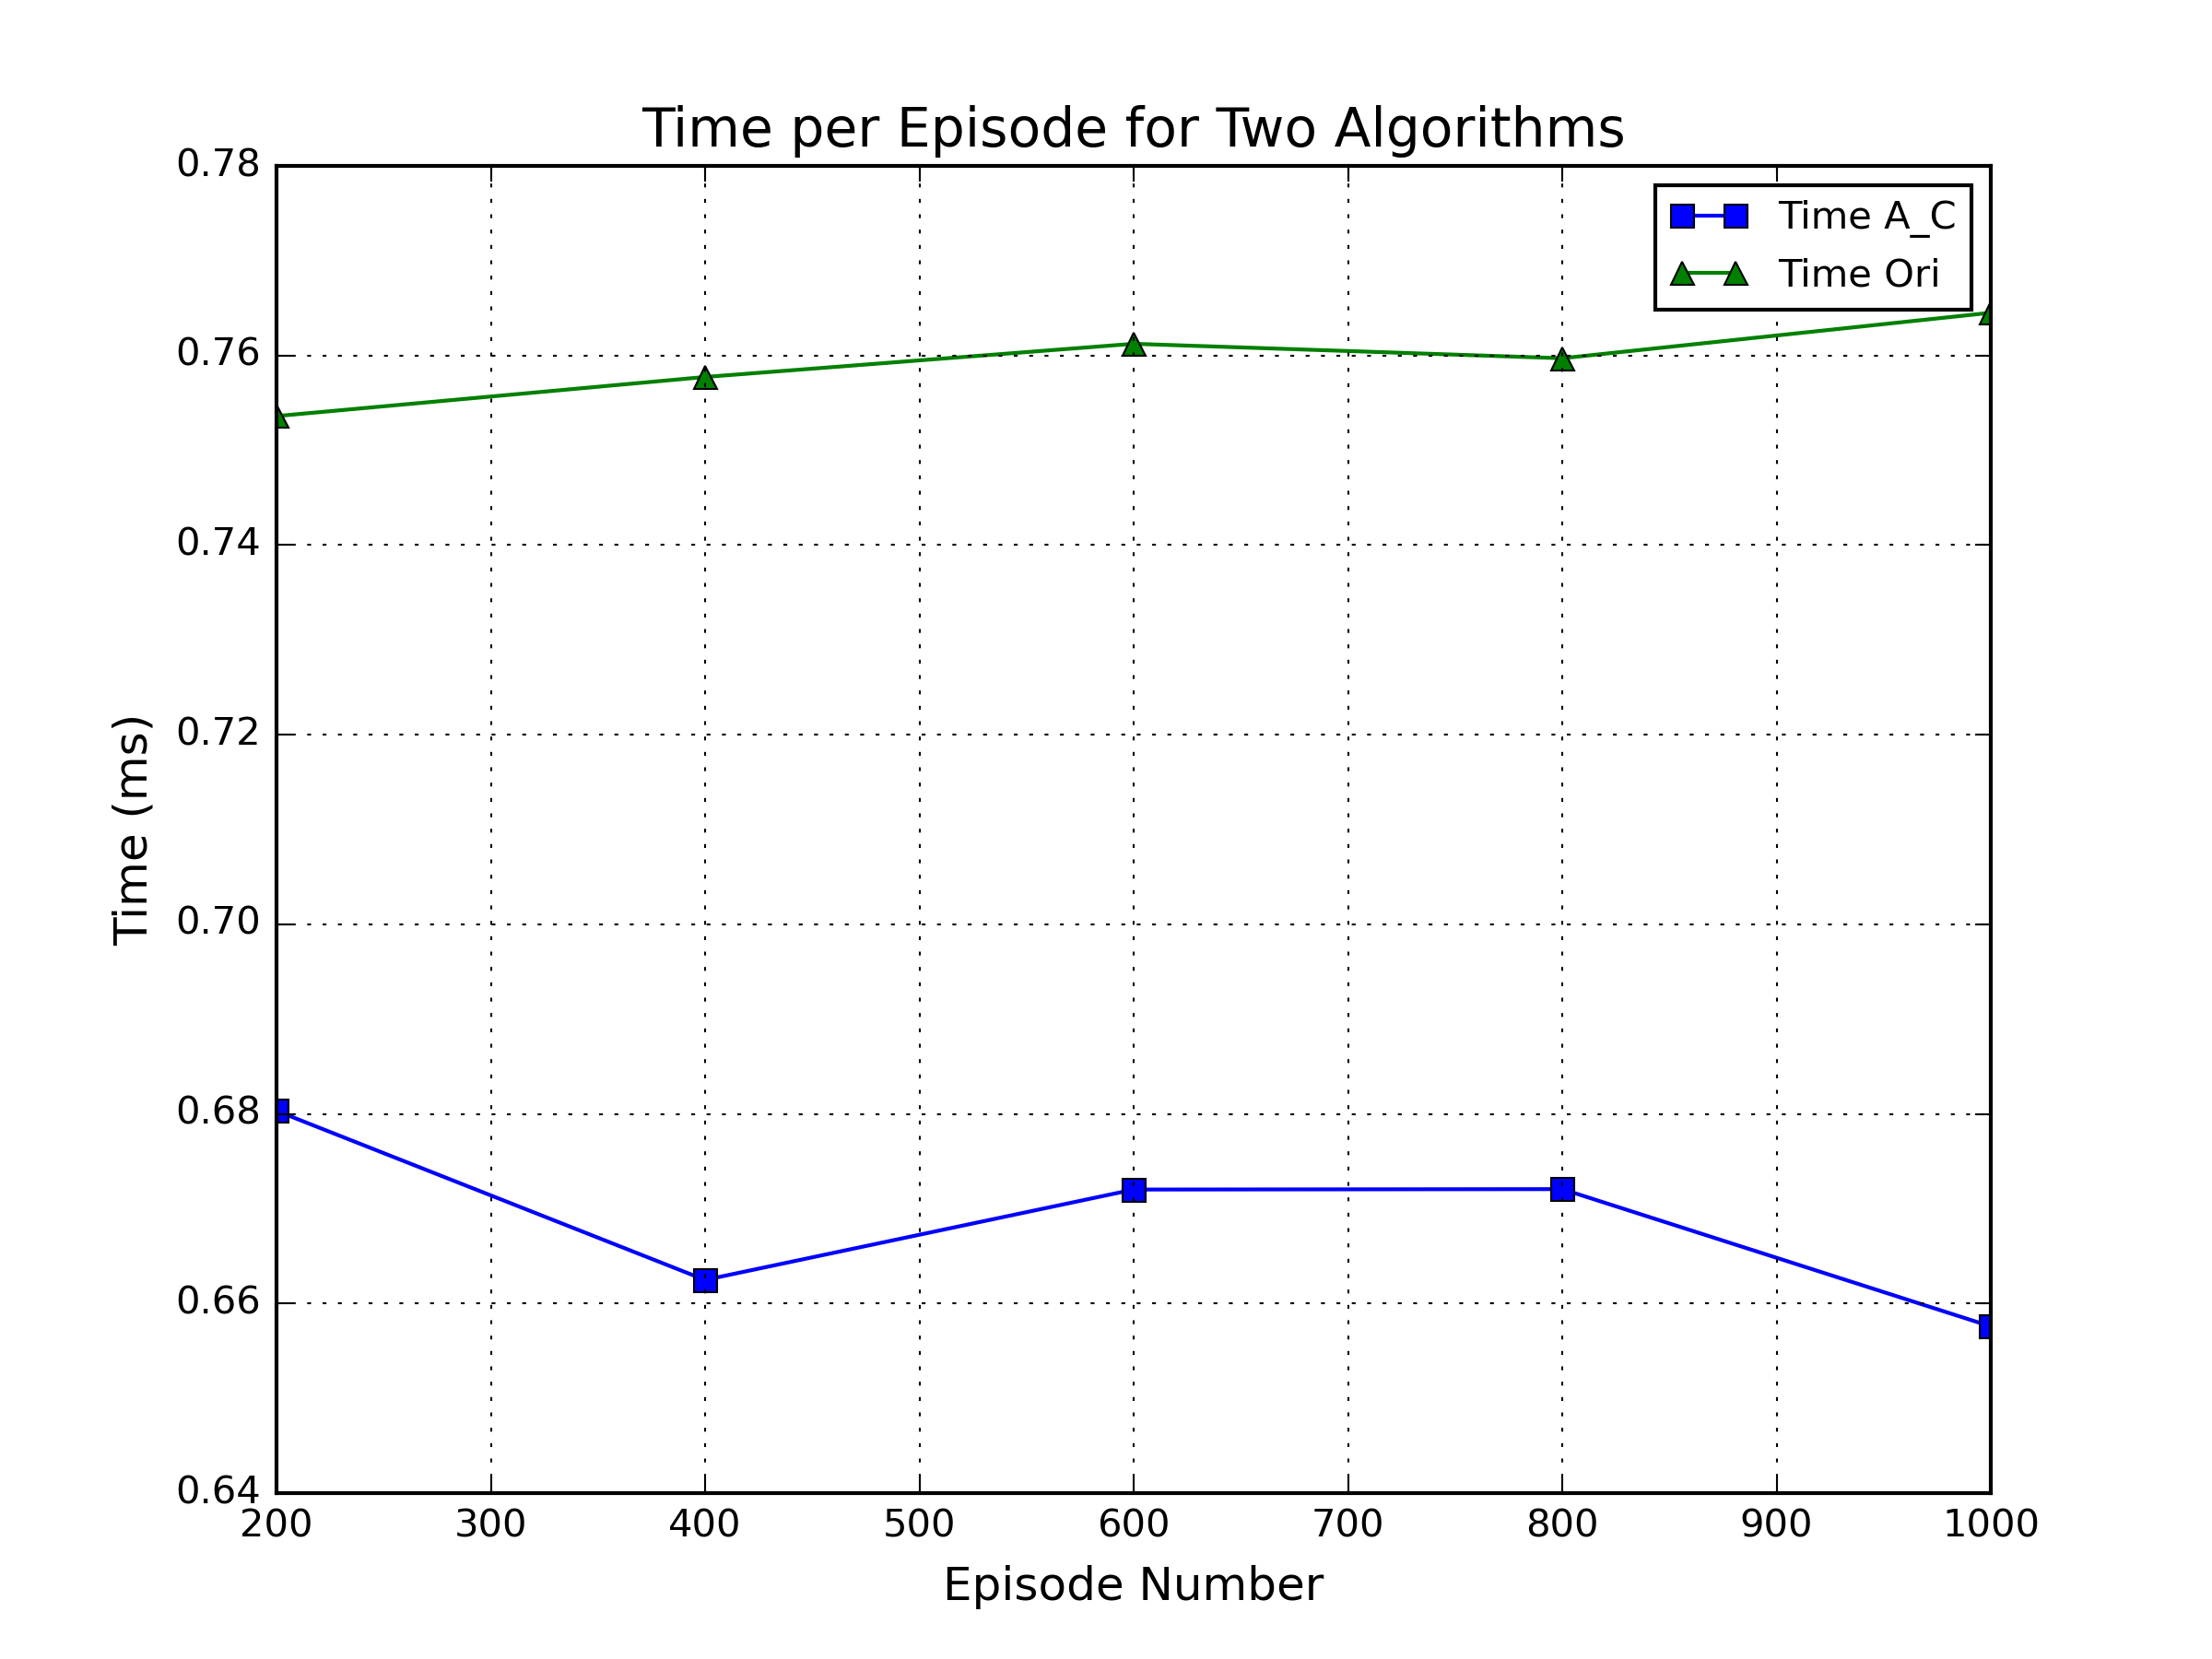 Time per Episode for Two Algorithms
Time A_C
Time Ori
0.78
0.76
0.74
0.72
0.70
0.68
0.66
0.64
Time (ms)
200 300 400 500 600 700 800 900 1000
Episode Number